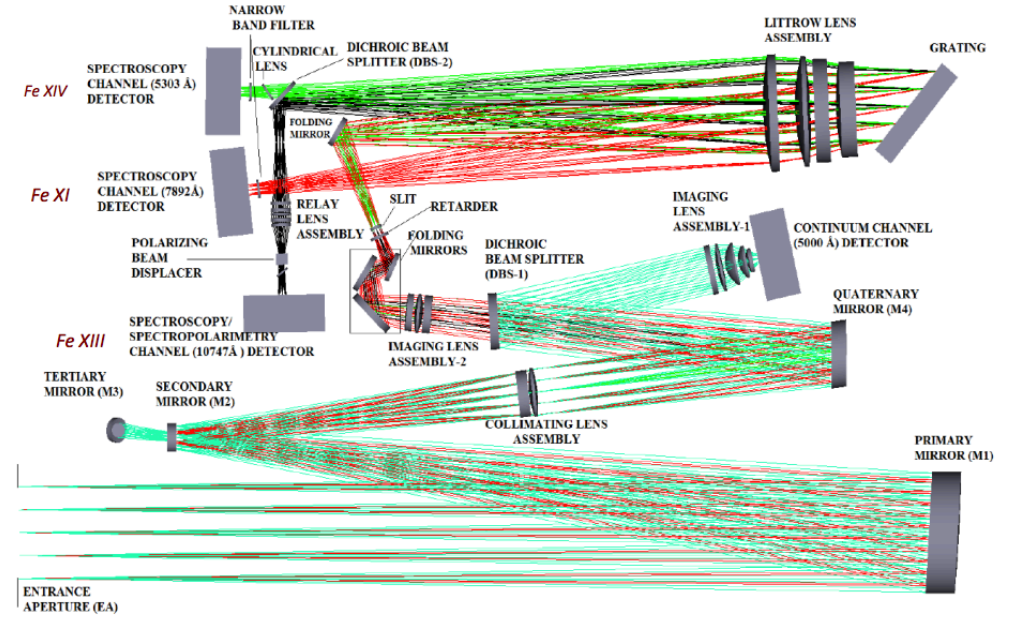 NARROW
BAND FILTER
CYLINDRICAL
LENS
DICHROIC BEAM
SPLITTER (DBS-2)
LITTROW LENS
ASSEMBLY
GRATING
Fe XIV
SPECTROSCOPY
CHANNEL (5303 Å)
DETECTOR
FOLDING
MIRROR
Fe XI
SPECTROSCOPY
CHANNEL (7892Å)
DETECTOR
RELAY
LENS
ASSEMBLY
SLIT
RETARDER
FOLDING
MIRRORS
DICHROIC
BEAM SPLITTER
(DBS-1)
IMAGING
LENS
ASSEMBLY-1
CONTINUUM CHANNEL
(5000 Å) DETECTOR
POLARIZING
BEAM
DISPLACER
QUATERNARY
MIRROR (M4)
Fe XIII
SPECTROSCOPY/
SPECTROPOLARIMETRY
CHANNEL (10747Å ) DETECTOR
IMAGING LENS
ASSEMBLY-2
TERTIARY
MIRROR (M3)
SECONDARY
MIRROR (M2)
COLLIMATING LENS
ASSEMBLY
PRIMARY
MIRROR (M1)
ENTRANCE
APERTURE (EA)